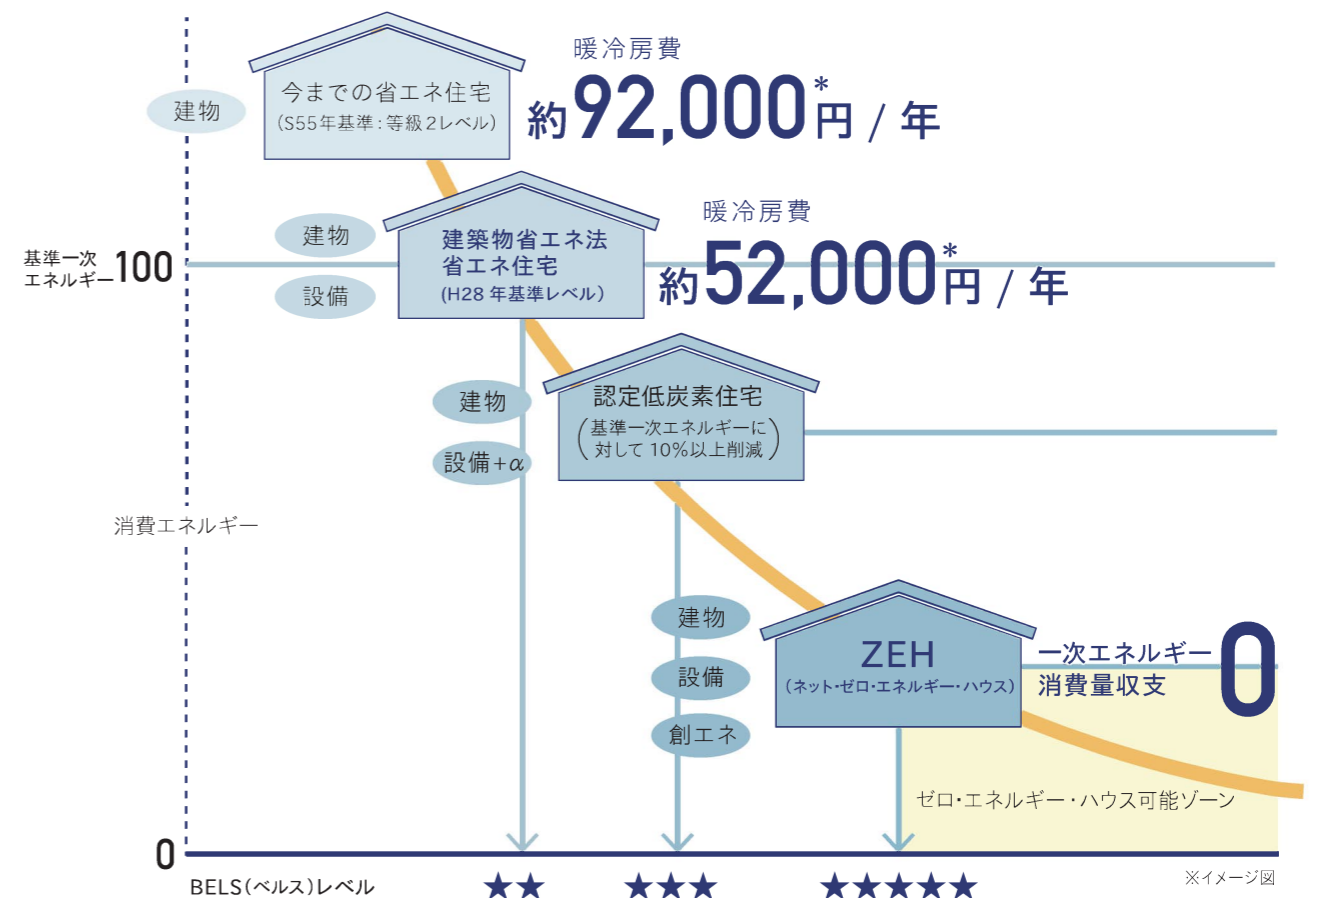 暖冷房費
約92,000*円 / 年
今までの省エネ住宅
(S55年基準:等級2レベル)
建物
暖冷房費
約52,000*円 / 年
建築物省エネ法
省エネ住宅
(H28 年基準レベル)
建物
設備
基準一次
エネルギー100
認定低炭素住宅
(基準一次エネルギーに
対して 10%以上削減)
建物
設備+α
消費エネルギー
ZEH
(ネット・ゼロ・エネルギー・ハウス)
建物
設備
創エネ
一次エネルギー
消費量収支 0
ゼロ・エネルギー・ハウス可能ゾーン
0
BELS(ベルス)レベル ★★ ★★★ ★★★★★
※イメージ図